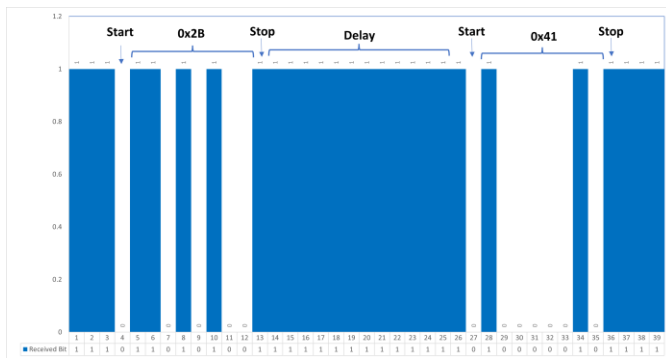 1.2
Start 0x2B Stop Delay Start 0x41 Stop
1 1 1 1 1 1 1 1 1 1 1 1 1 1 1 1 1 1 1 1 1 1 1 1 1 1 1
1
0.8
0.6
0.4
0.2
0 0 0 0 0 0 0 0 0 0 0 0
0
1 2 3 4 5 6 7 8 9 10 11 12 13 14 15 16 17 18 19 20 21 22 23 24 25 26 27 28 29 30 31 32 33 34 35 36 37 38 39
Received Bit 1 1 1 0 1 1 0 1 0 1 0 0 1 1 1 1 1 1 1 1 1 1 1 1 1 1 0 1 0 0 0 0 0 1 0 1 1 1 1